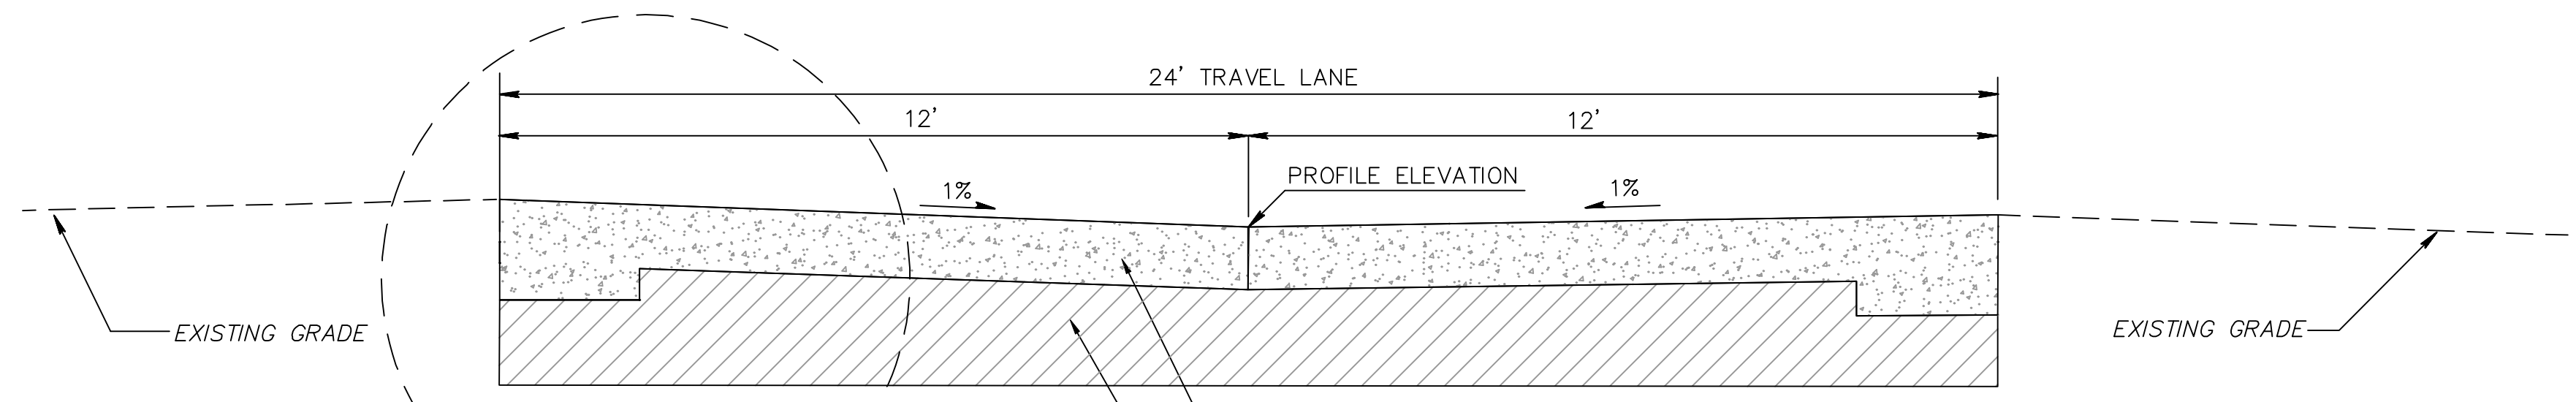 24' TRAVEL LANE
12'
12'
PROFILE ELEVATION
1%
1%
EXISTING GRADE
EXISTING GRADE